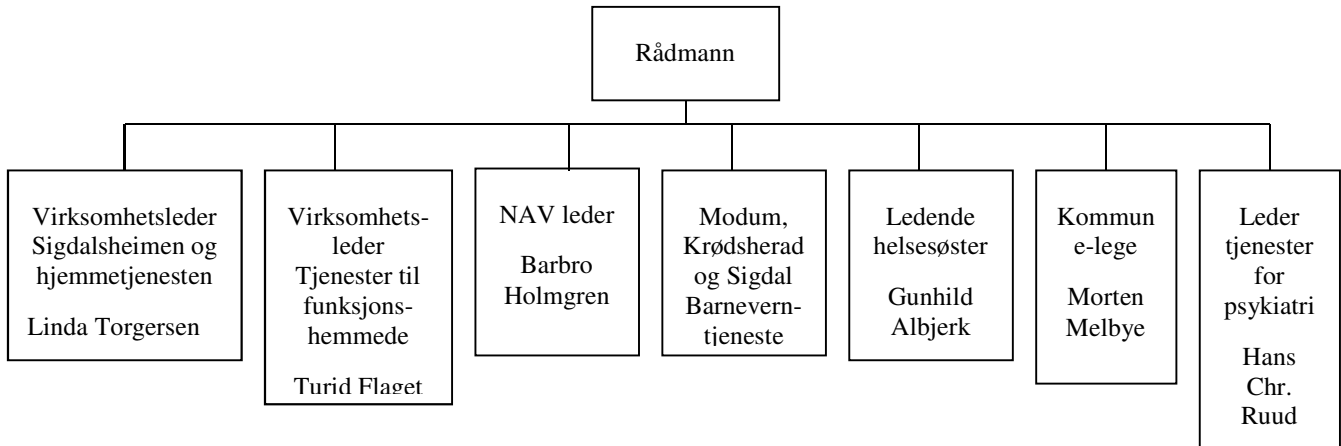 Rådmann
Virksomhetsleder
Sigdalsheimen og
hjemmetjenesten
Linda Torgersen
Virksomhets-
leder
Tjenester til
funksjons-
hemmede
Turid Flaget
NAV leder
Barbro
Holmgren
Modum,
Krødsherad
og Sigdal
Barnevern-
tjeneste
Ledende
helsesøster
Gunhild
Albjerk
Kommun
e-lege
Morten
Melbye
Leder
tjenester
for
psykiatri
Hans
Chr.
Ruud